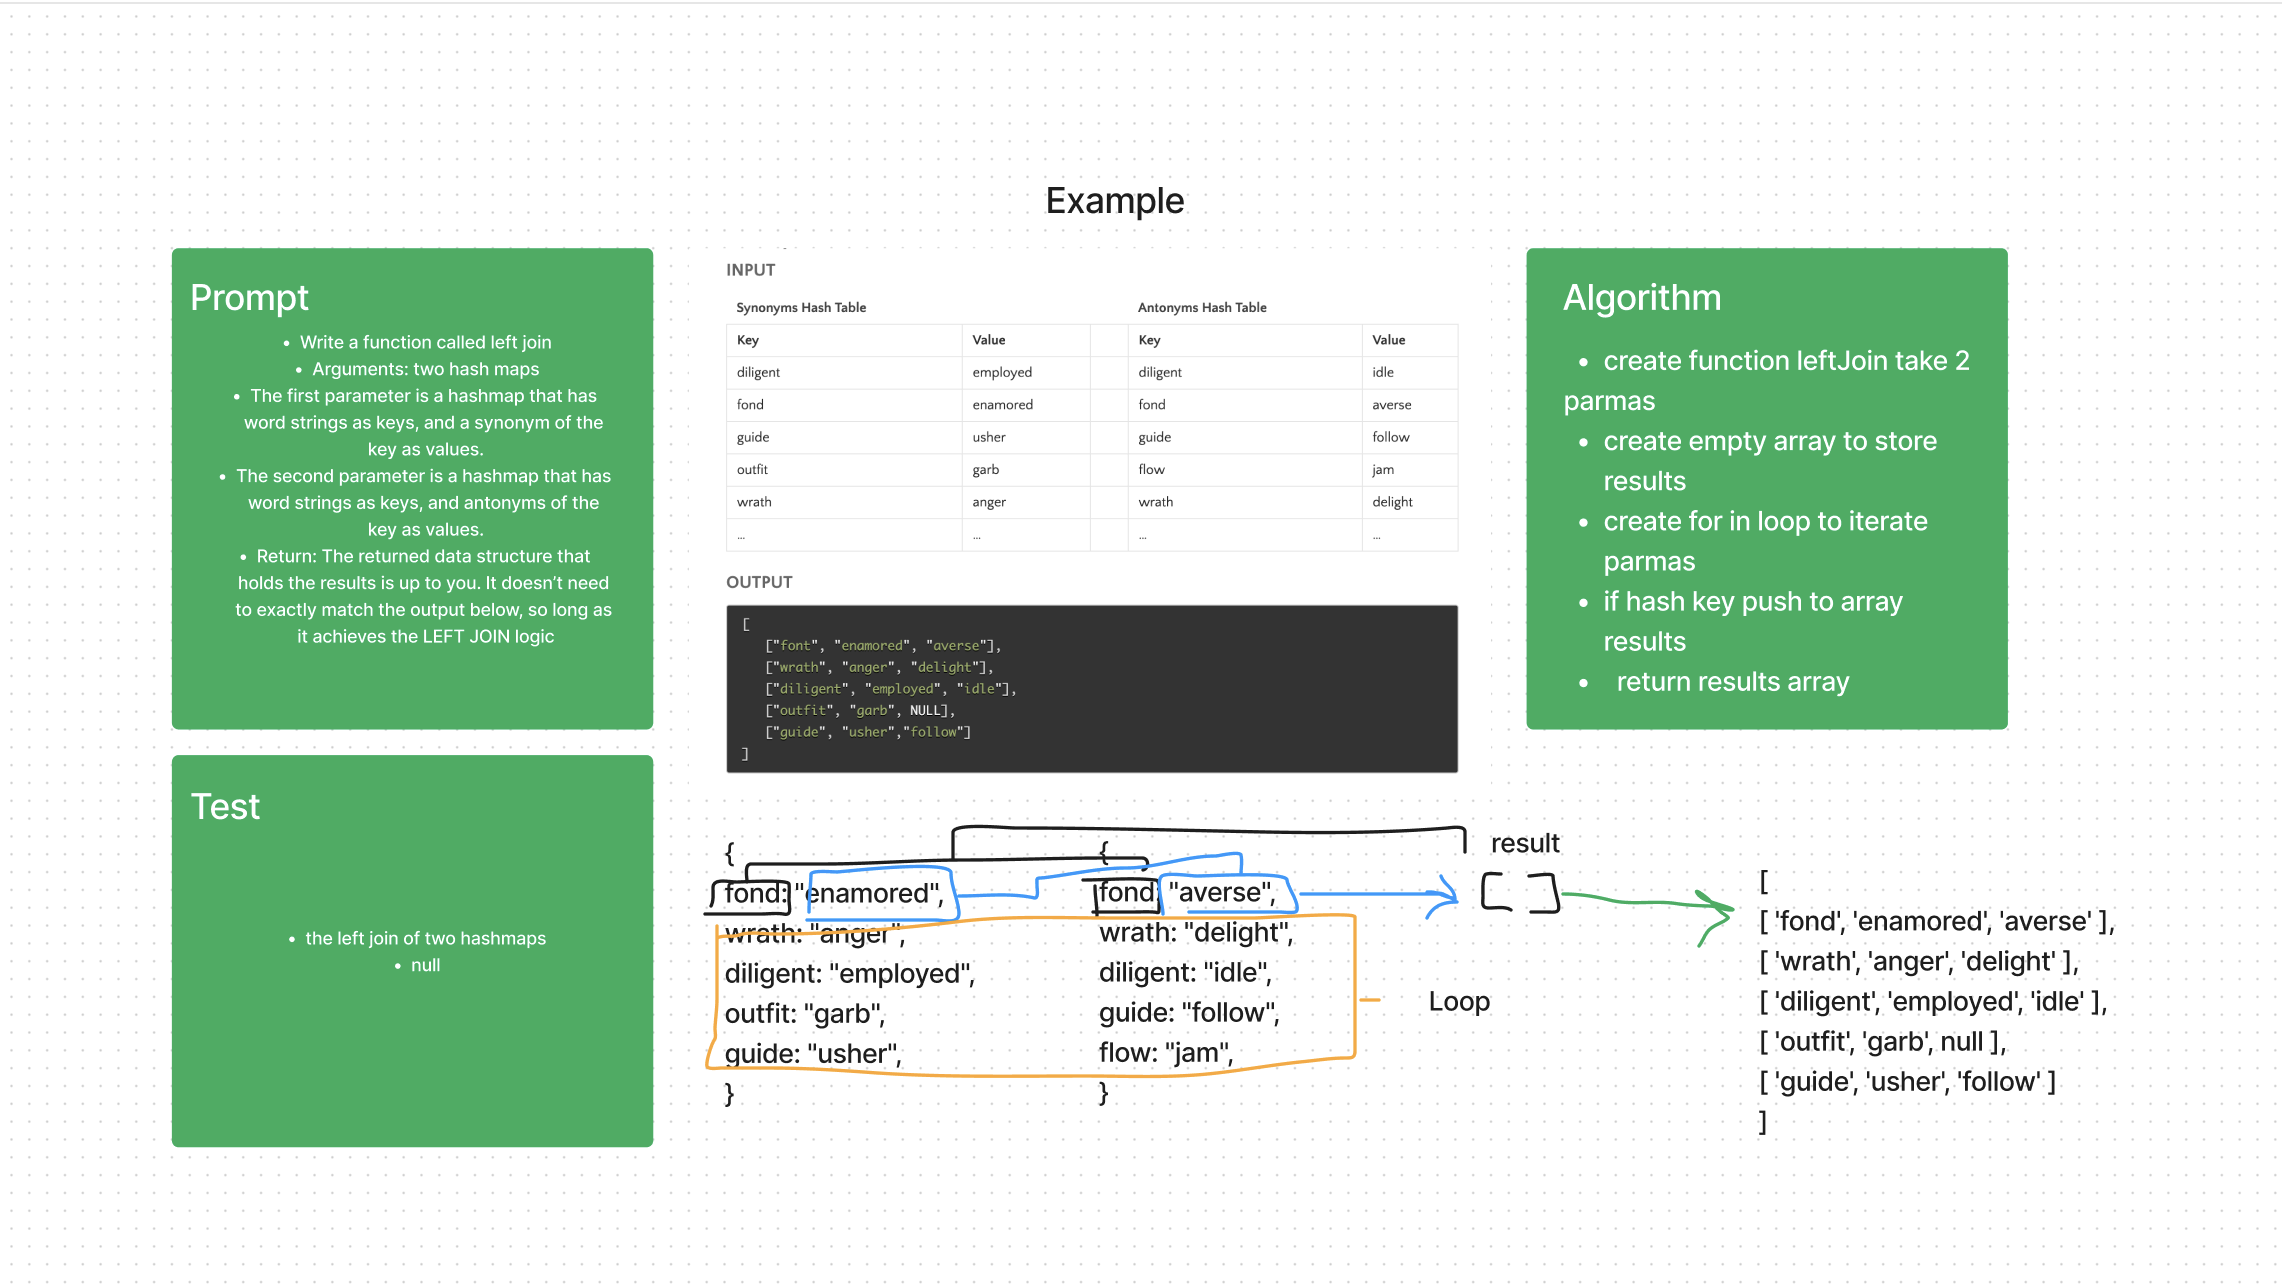 Example
Prompt
• Write a function called left join
• Arguments: two hash maps
• The first parameter is a hashmap that has
word strings as keys, and a synonym of the
key as values.
• The second parameter is a hashmap that has
word strings as keys, and antonyms of the
key as values.
• Return: The returned data structure that
holds the results is up to you. It doesn’t need
to exactly match the output below, so long as
it achieves the LEFT JOIN logic
Test
• the left join of two hashmaps
• null
INPUT
Synonyms Hash Table Antonyms Hash Table
Key Value Key Value
diligent employed diligent idle
fond enamored fond averse
guide usher guide follow
outfit garb flow jam
wrath anger wrath delight
... ... ... ...
OUTPUT
[
["font", "enamored", "averse"],
["wrath", "anger", "delight"],
["diligent", "employed", "idle"],
["outfit", "garb", NULL],
["guide", "usher","follow"]
]
Algorithm
• create function leftJoin take 2
parmas
• create empty array to store
results
• create for in loop to iterate
parmas
• if hash key push to array
results
• return results array
{
fond: "enamored",
wrath: "anger",
diligent: "employed",
outfit: "garb",
guide: "usher",
}
{
fond: "averse",
wrath: "delight",
diligent: "idle",
guide: "follow",
flow: "jam",
}
result
[ ]
Loop
[
[ 'fond', 'enamored', 'averse' ],
[ 'wrath', 'anger', 'delight' ],
[ 'diligent', 'employed', 'idle' ],
[ 'outfit', 'garb', null ],
[ 'guide', 'usher', 'follow' ]
]